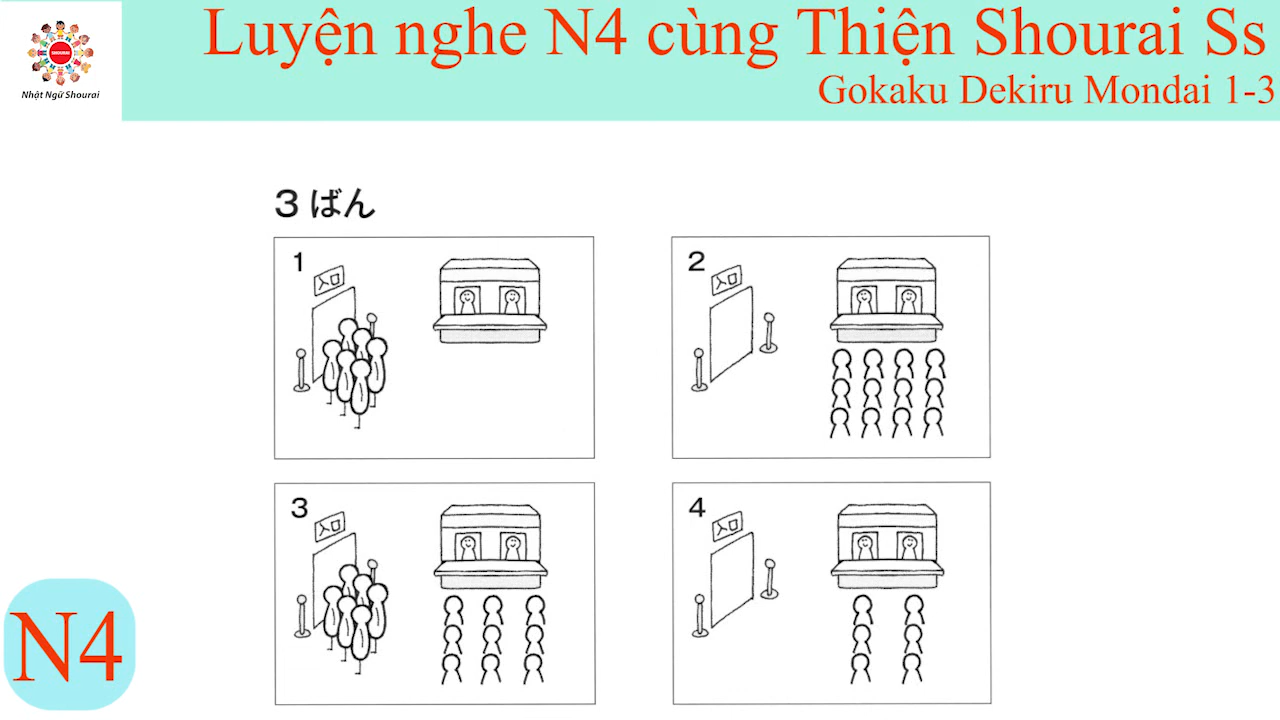 Luyện nghe N4 cùng Thiện Shourai Ss
Gokaku Dekiru Mondai 1-3
SHOURAI
Nhật Ngữ Shourai
3 ばん
1
入口
2
入口
3
入口
4
入口
N4